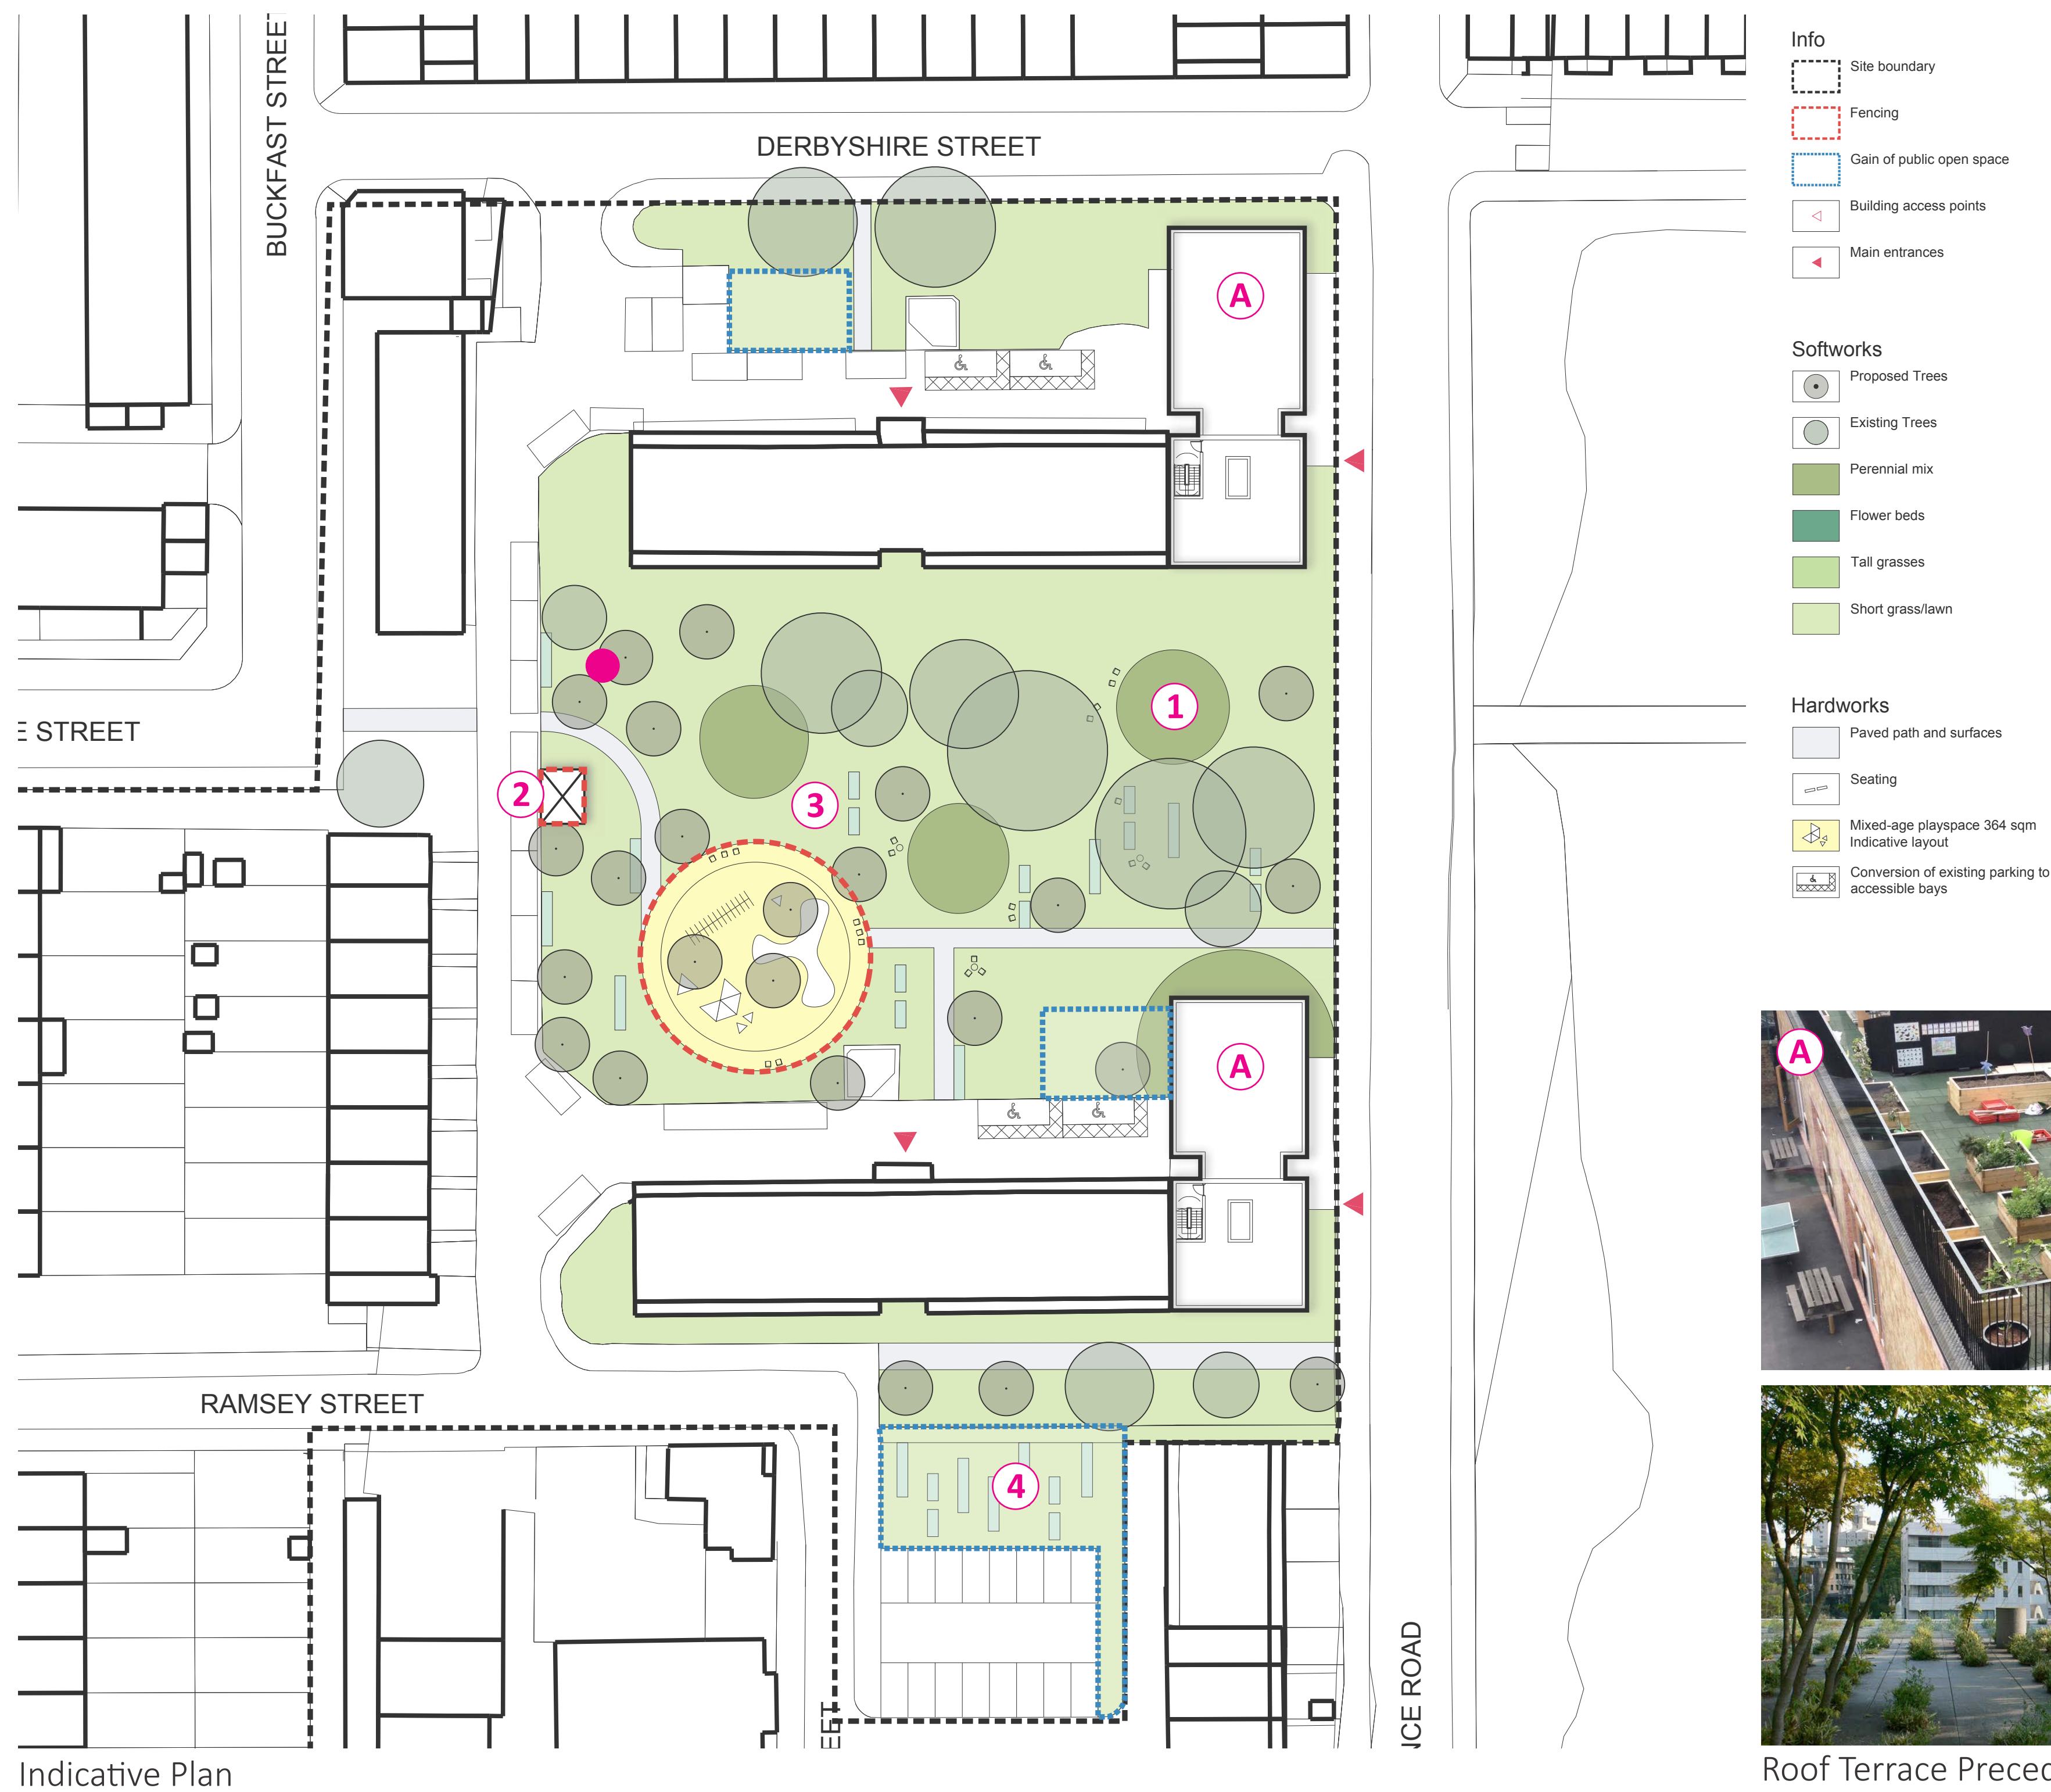 BUCKFAST STREET
DERBYSHIRE STREET
A
1
E STREET
2
3
A
RAMSEY STREET
4
EET
NCE ROAD
Indicative Plan
Info
Site boundary
Fencing
Gain of public open space
Building access points
Main entrances
Softworks
Proposed Trees
Existing Trees
Perennial mix
Flower beds
Tall grasses
Short grass/lawn
Hardworks
Paved path and surfaces
Seating
Mixed-age playspace 364 sqm
Indicative layout
Conversion of existing parking to
accessible bays
A
Roof Terrace Preced